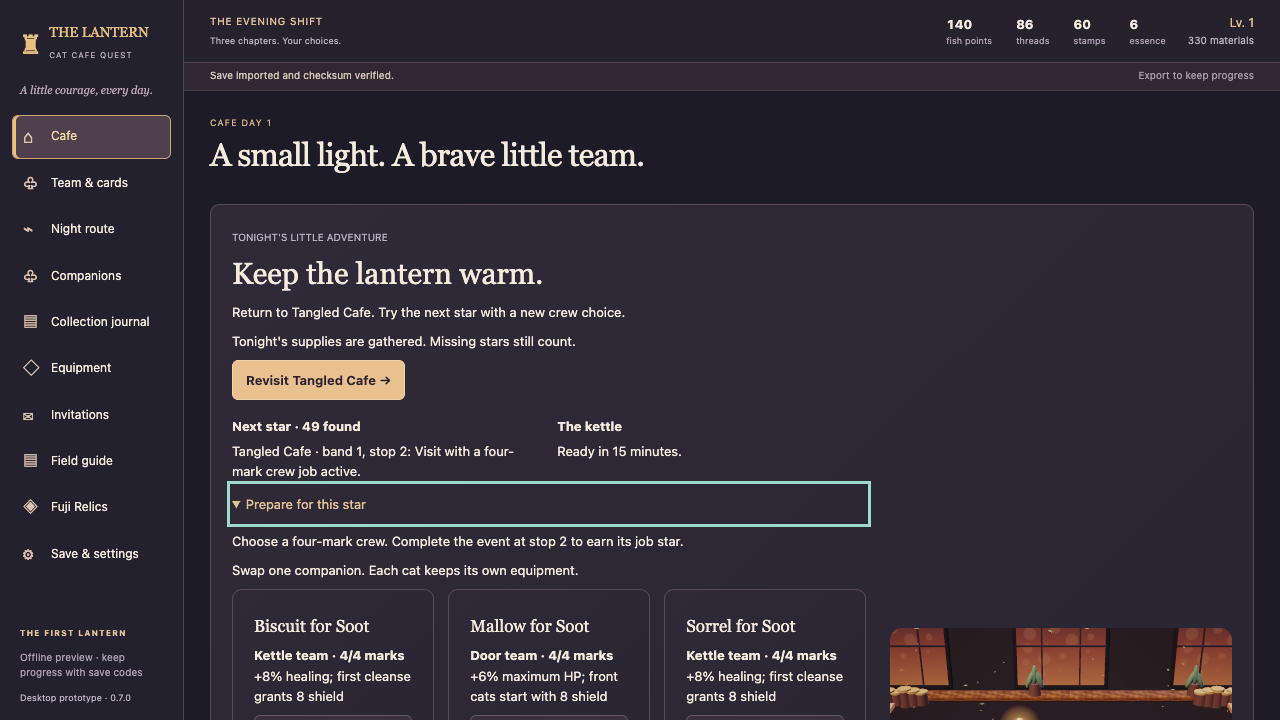 THE LANTERN
CAT CAFE QUEST
A little courage, every day.
Cafe
Team & cards
Night route
Companions
Collection journal
Equipment
Invitations
Field guide
Fuji Relics
Save & settings
THE FIRST LANTERN
Offline preview · keep
progress with save codes
Desktop prototype · 0.7.0
THE EVENING SHIFT
Three chapters. Your choices.
140
fish points
86
threads
60
stamps
6
essence
Lv. 1
330 materials
Save imported and checksum verified.
Export to keep progress
CAFE DAY 1
A small light. A brave little team.
TONIGHT'S LITTLE ADVENTURE
Keep the lantern warm.
Return to Tangled Cafe. Try the next star with a new crew choice.
Tonight's supplies are gathered. Missing stars still count.
Revisit Tangled Cafe →
Next star · 49 found
Tangled Cafe · band 1, stop 2: Visit with a four-
mark crew job active.
The kettle
Ready in 15 minutes.
▼ Prepare for this star
Choose a four-mark crew. Complete the event at stop 2 to earn its job star.
Swap one companion. Each cat keeps its own equipment.
Biscuit for Soot
Kettle team · 4/4 marks
+8% healing; first cleanse
grants 8 shield
Mallow for Soot
Door team · 4/4 marks
+6% maximum HP; front
cats start with 8 shield
Sorrel for Soot
Kettle team · 4/4 marks
+8% healing; first cleanse
grants 8 shield